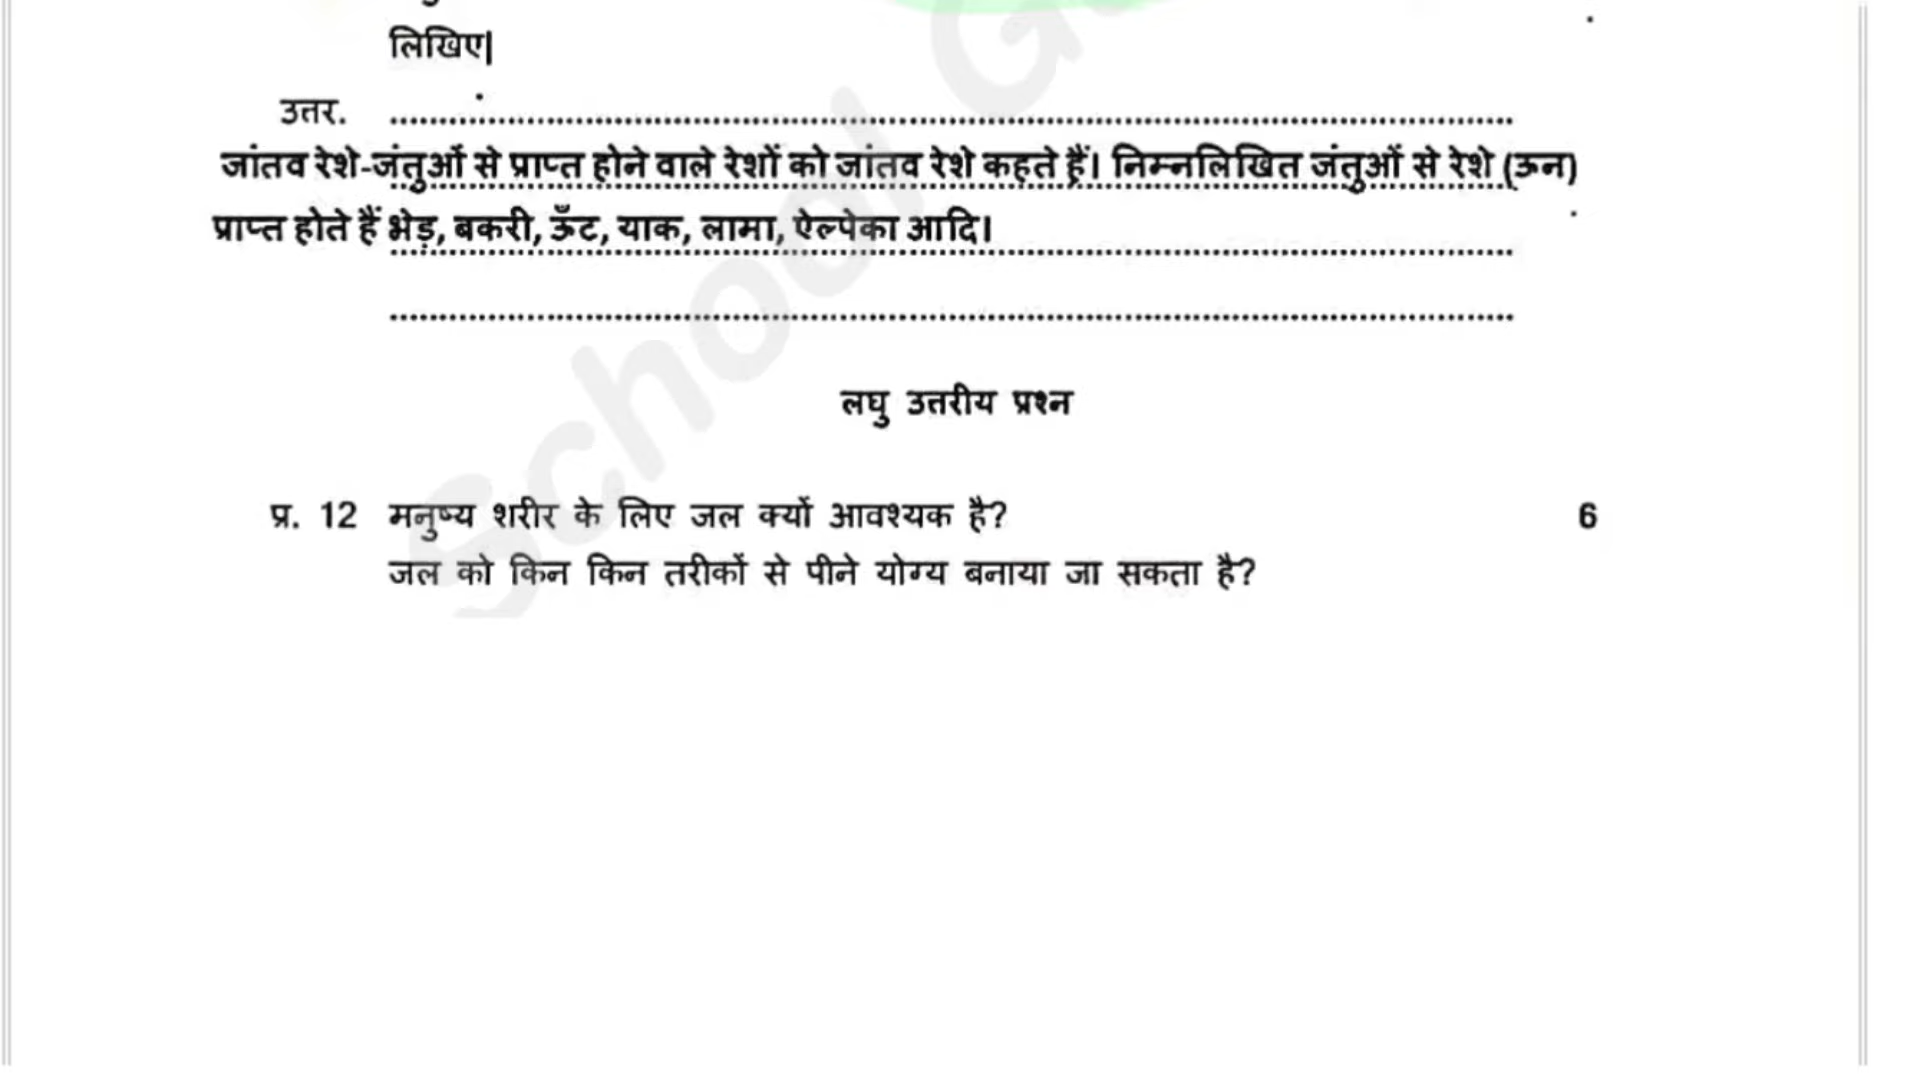 लिखिए|
उत्तर. ....................................................................................................
जांतव रेशे-जंतुओं से प्राप्त होने वाले रेशों को जांतव रेशे कहते हैं। निम्नलिखित जंतुओं से रेशे (ऊन)
प्राप्त होते हैं भेड़, बकरी, ऊँट, याक, लामा, ऐल्पेका आदि।
लघु उत्तरीय प्रश्न
प्र. 12 मनुष्य शरीर के लिए जल क्यों आवश्यक है? 6
जल को किन किन तरीकों से पीने योग्य बनाया जा सकता है?
School